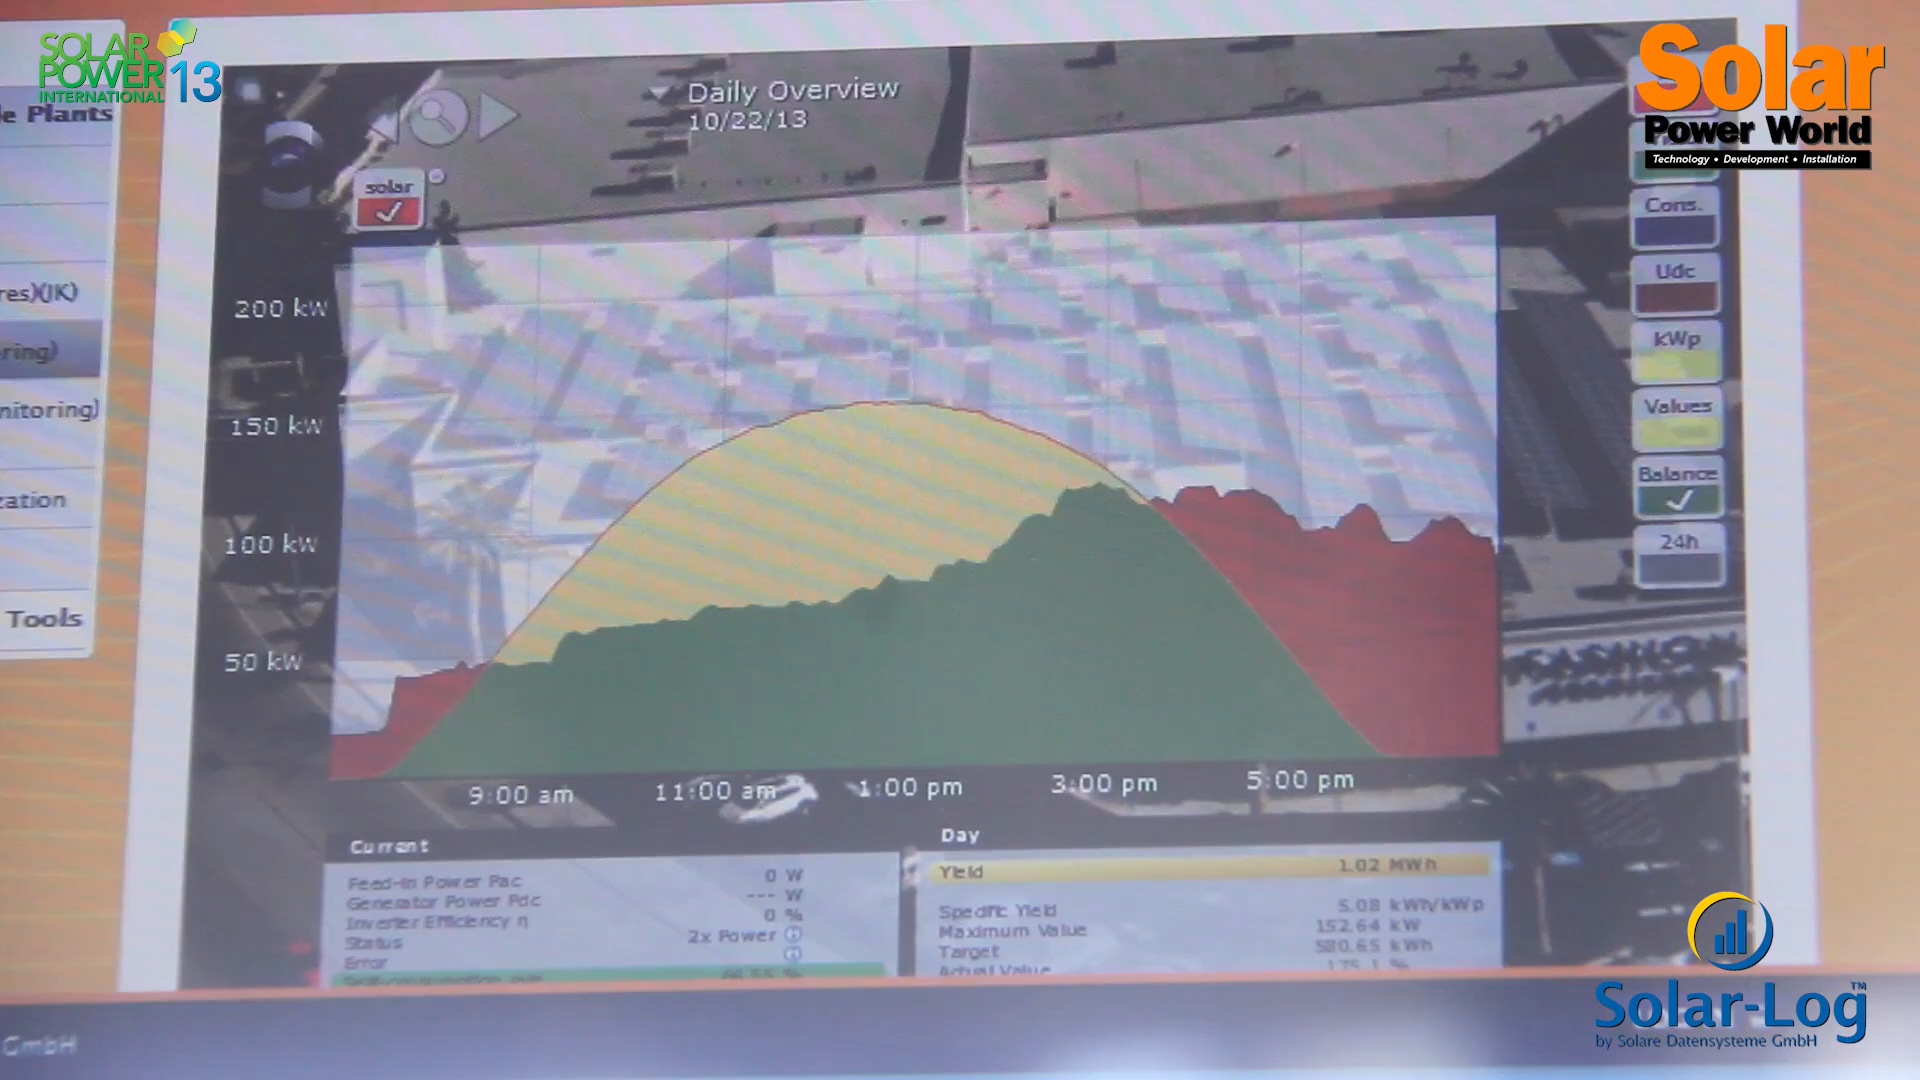 SOLAR
POWER 13
INTERNATIONAL
Solar
Power World
Technology • Development • Installation
e Plants
res)(JK)
ring)
nitoring)
zation
Tools
GmbH
Daily Overview
10/22/13
solar
200 kW
150 kW
100 kW
50 kW
9:00 am 11:00 am 1:00 pm 3:00 pm 5:00 pm
Cons.
Udc
kWp
Values
Balance
24h
FASHION
Current
Feed-in Power Pac 0 W
Generator Power Pdc --- W
Inverter Efficiency η 0 %
Status 2x Power
Error
Day
Yield 1.02 MWh
Specific Yield 5.08 kWh/kWp
Maximum Value 152.64 kW
Target 580.65 kWh
Actual Value 175.1 %
Solar-Log™
by Solare Datensysteme GmbH